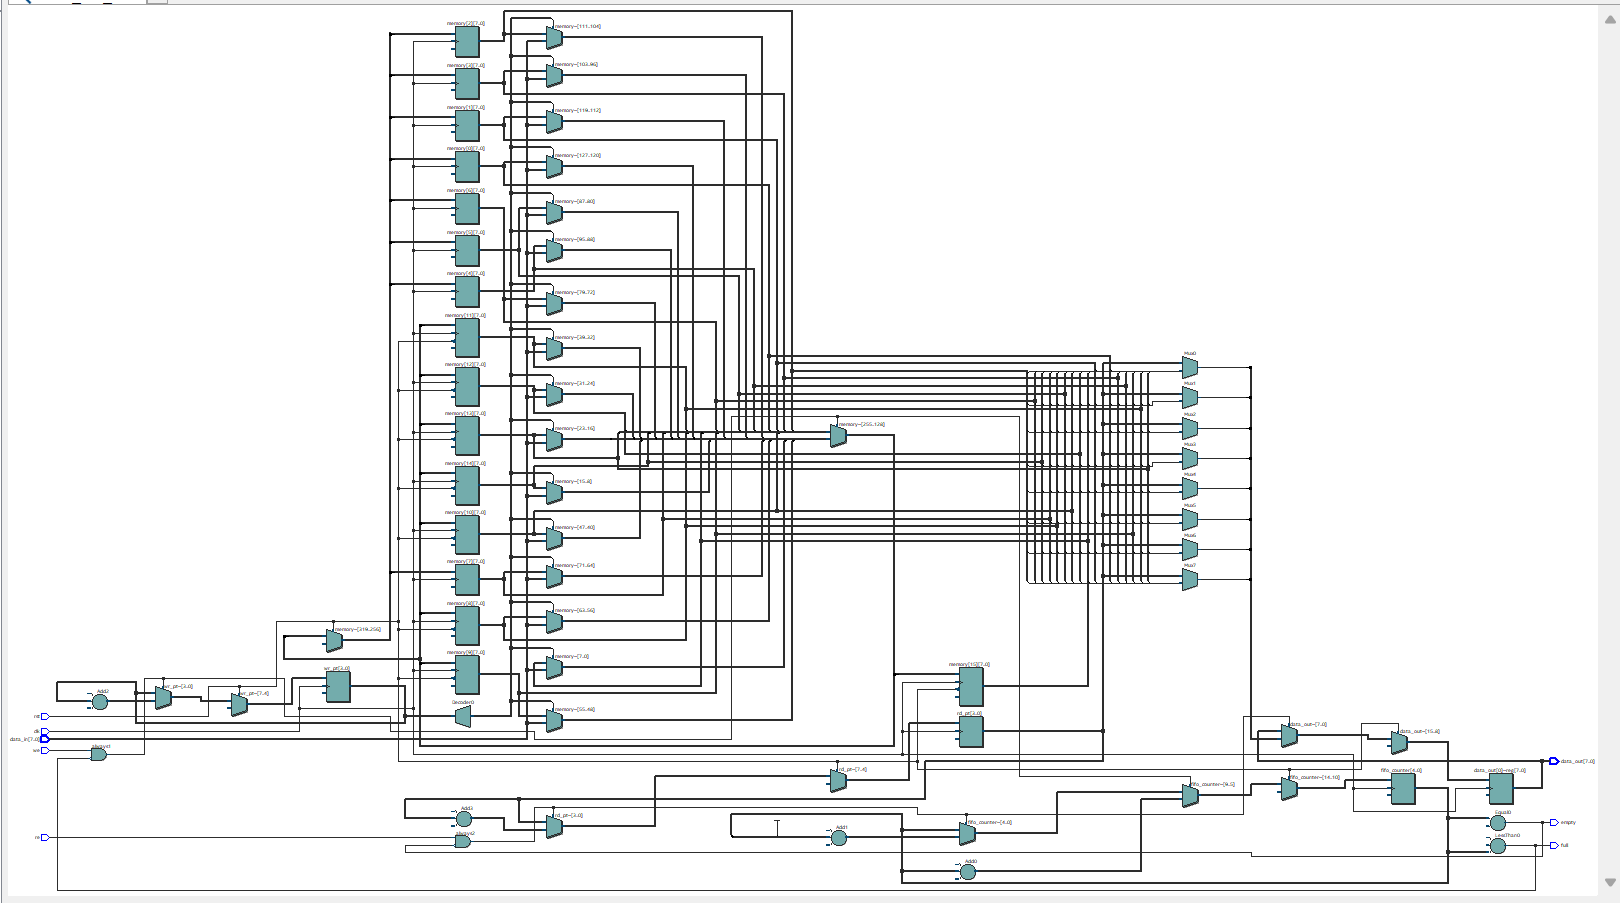 memory[2][7..0]
memory~[111..104]
memory[3][7..0]
memory~[103..96]
memory[1][7..0]
memory~[119..112]
memory[0][7..0]
memory~[127..120]
memory[6][7..0]
memory~[87..80]
memory[5][7..0]
memory~[95..88]
memory[4][7..0]
memory~[79..72]
memory[11][7..0]
memory~[39..32]
memory[12][7..0]
memory~[31..24]
memory[13][7..0]
memory~[23..16]
memory~[255..128]
memory[14][7..0]
memory~[15..8]
memory[10][7..0]
memory~[47..40]
memory[7][7..0]
memory~[71..64]
memory[8][7..0]
memory~[63..56]
memory[9][7..0]
memory~[7..0]
memory~[55..48]
Mux0
Mux1
Mux2
Mux3
Mux4
Mux5
Mux6
Mux7
memory~[319..256]
wr_pt[3..0]
Add2
wr_pt~[3..0]
wr_pt~[7..4]
Decoder0
rst
clk
data_in[7..0]
we
always1
memory[15][7..0]
rd_pt[3..0]
data_out~[7..0]
data_out~[15..8]
data_out[7..0]
rd_pt~[7..4]
fifo_counter~[9..5]
fifo_counter~[14..10]
fifo_counter[4..0]
data_out[0]~reg[7..0]
Add3
rd_pt~[3..0]
always2
re
Add1
fifo_counter~[4..0]
Add0
Equal0
empty
LessThan0
full